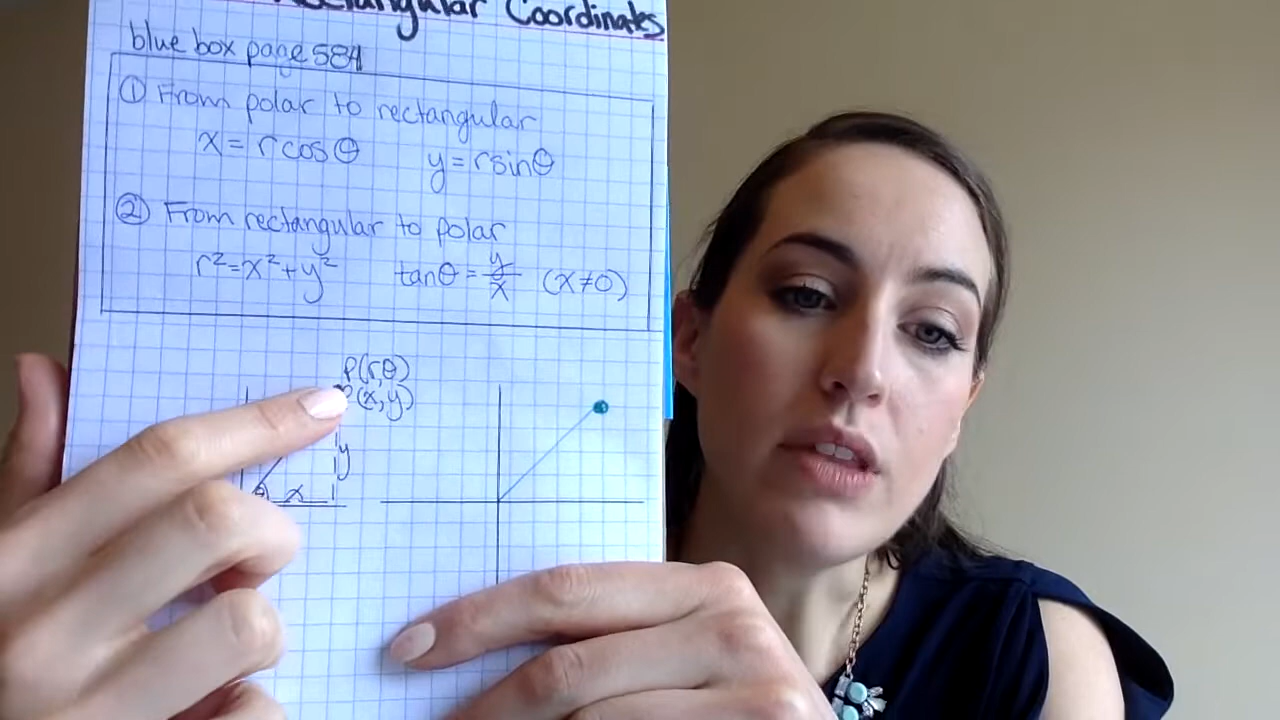 Rectangular Coordinates
blue box page 584
① From polar to rectangular
x = r cos θ y = r sin θ
② From rectangular to polar
r² = x² + y² tan θ = y/x (x ≠ 0)
P(r, θ)
P(x, y)
y
θ x